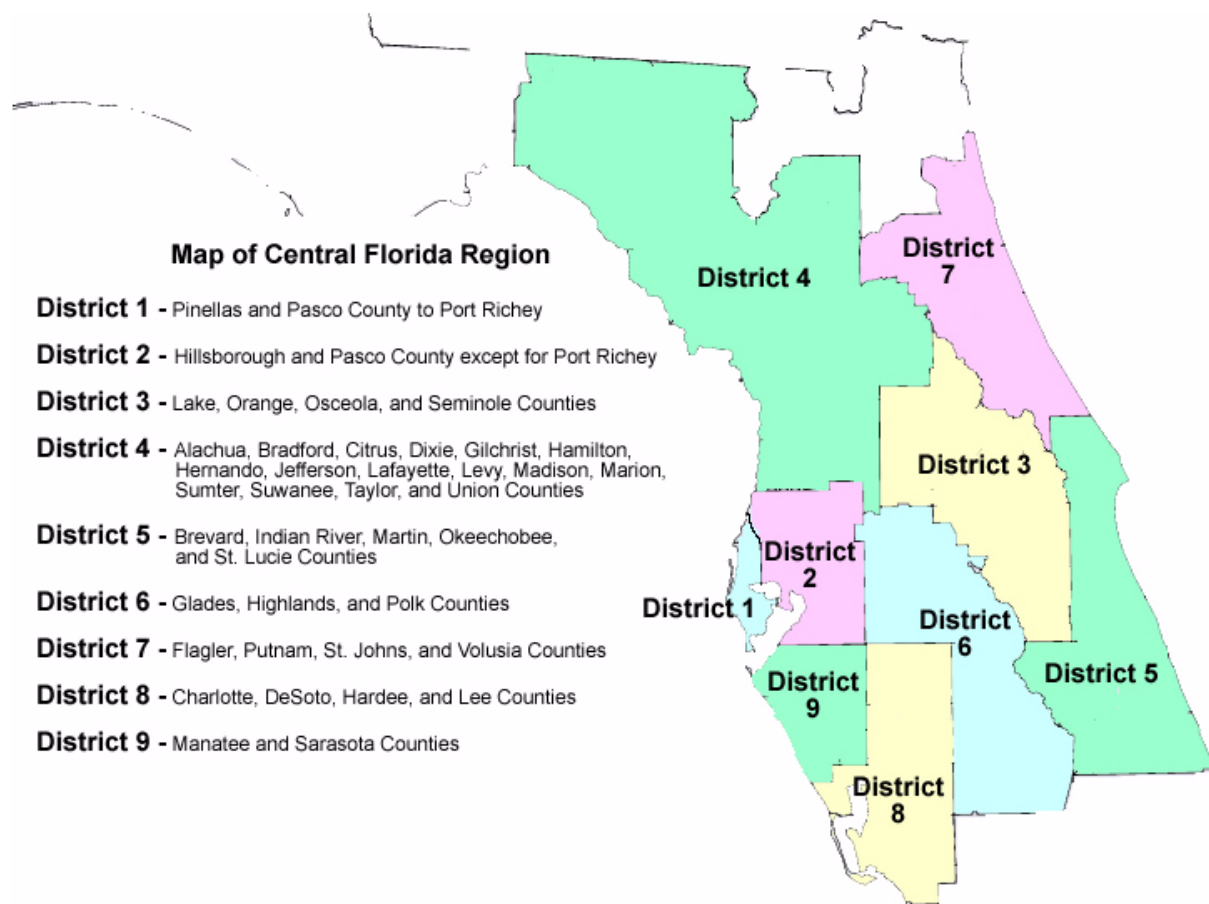 Map of Central Florida Region
District 1 - Pinellas and Pasco County to Port Richey
District 2 - Hillsborough and Pasco County except for Port Richey
District 3 - Lake, Orange, Osceola, and Seminole Counties
District 4 - Alachua, Bradford, Citrus, Dixie, Gilchrist, Hamilton,
Hernando, Jefferson, Lafayette, Levy, Madison, Marion,
Sumter, Suwanee, Taylor, and Union Counties
District 5 - Brevard, Indian River, Martin, Okeechobee,
and St. Lucie Counties
District 6 - Glades, Highlands, and Polk Counties
District 7 - Flagler, Putnam, St. Johns, and Volusia Counties
District 8 - Charlotte, DeSoto, Hardee, and Lee Counties
District 9 - Manatee and Sarasota Counties
District
7
District 4
District 3
District
2
District 1
District
6
District 5
District
9
District
8